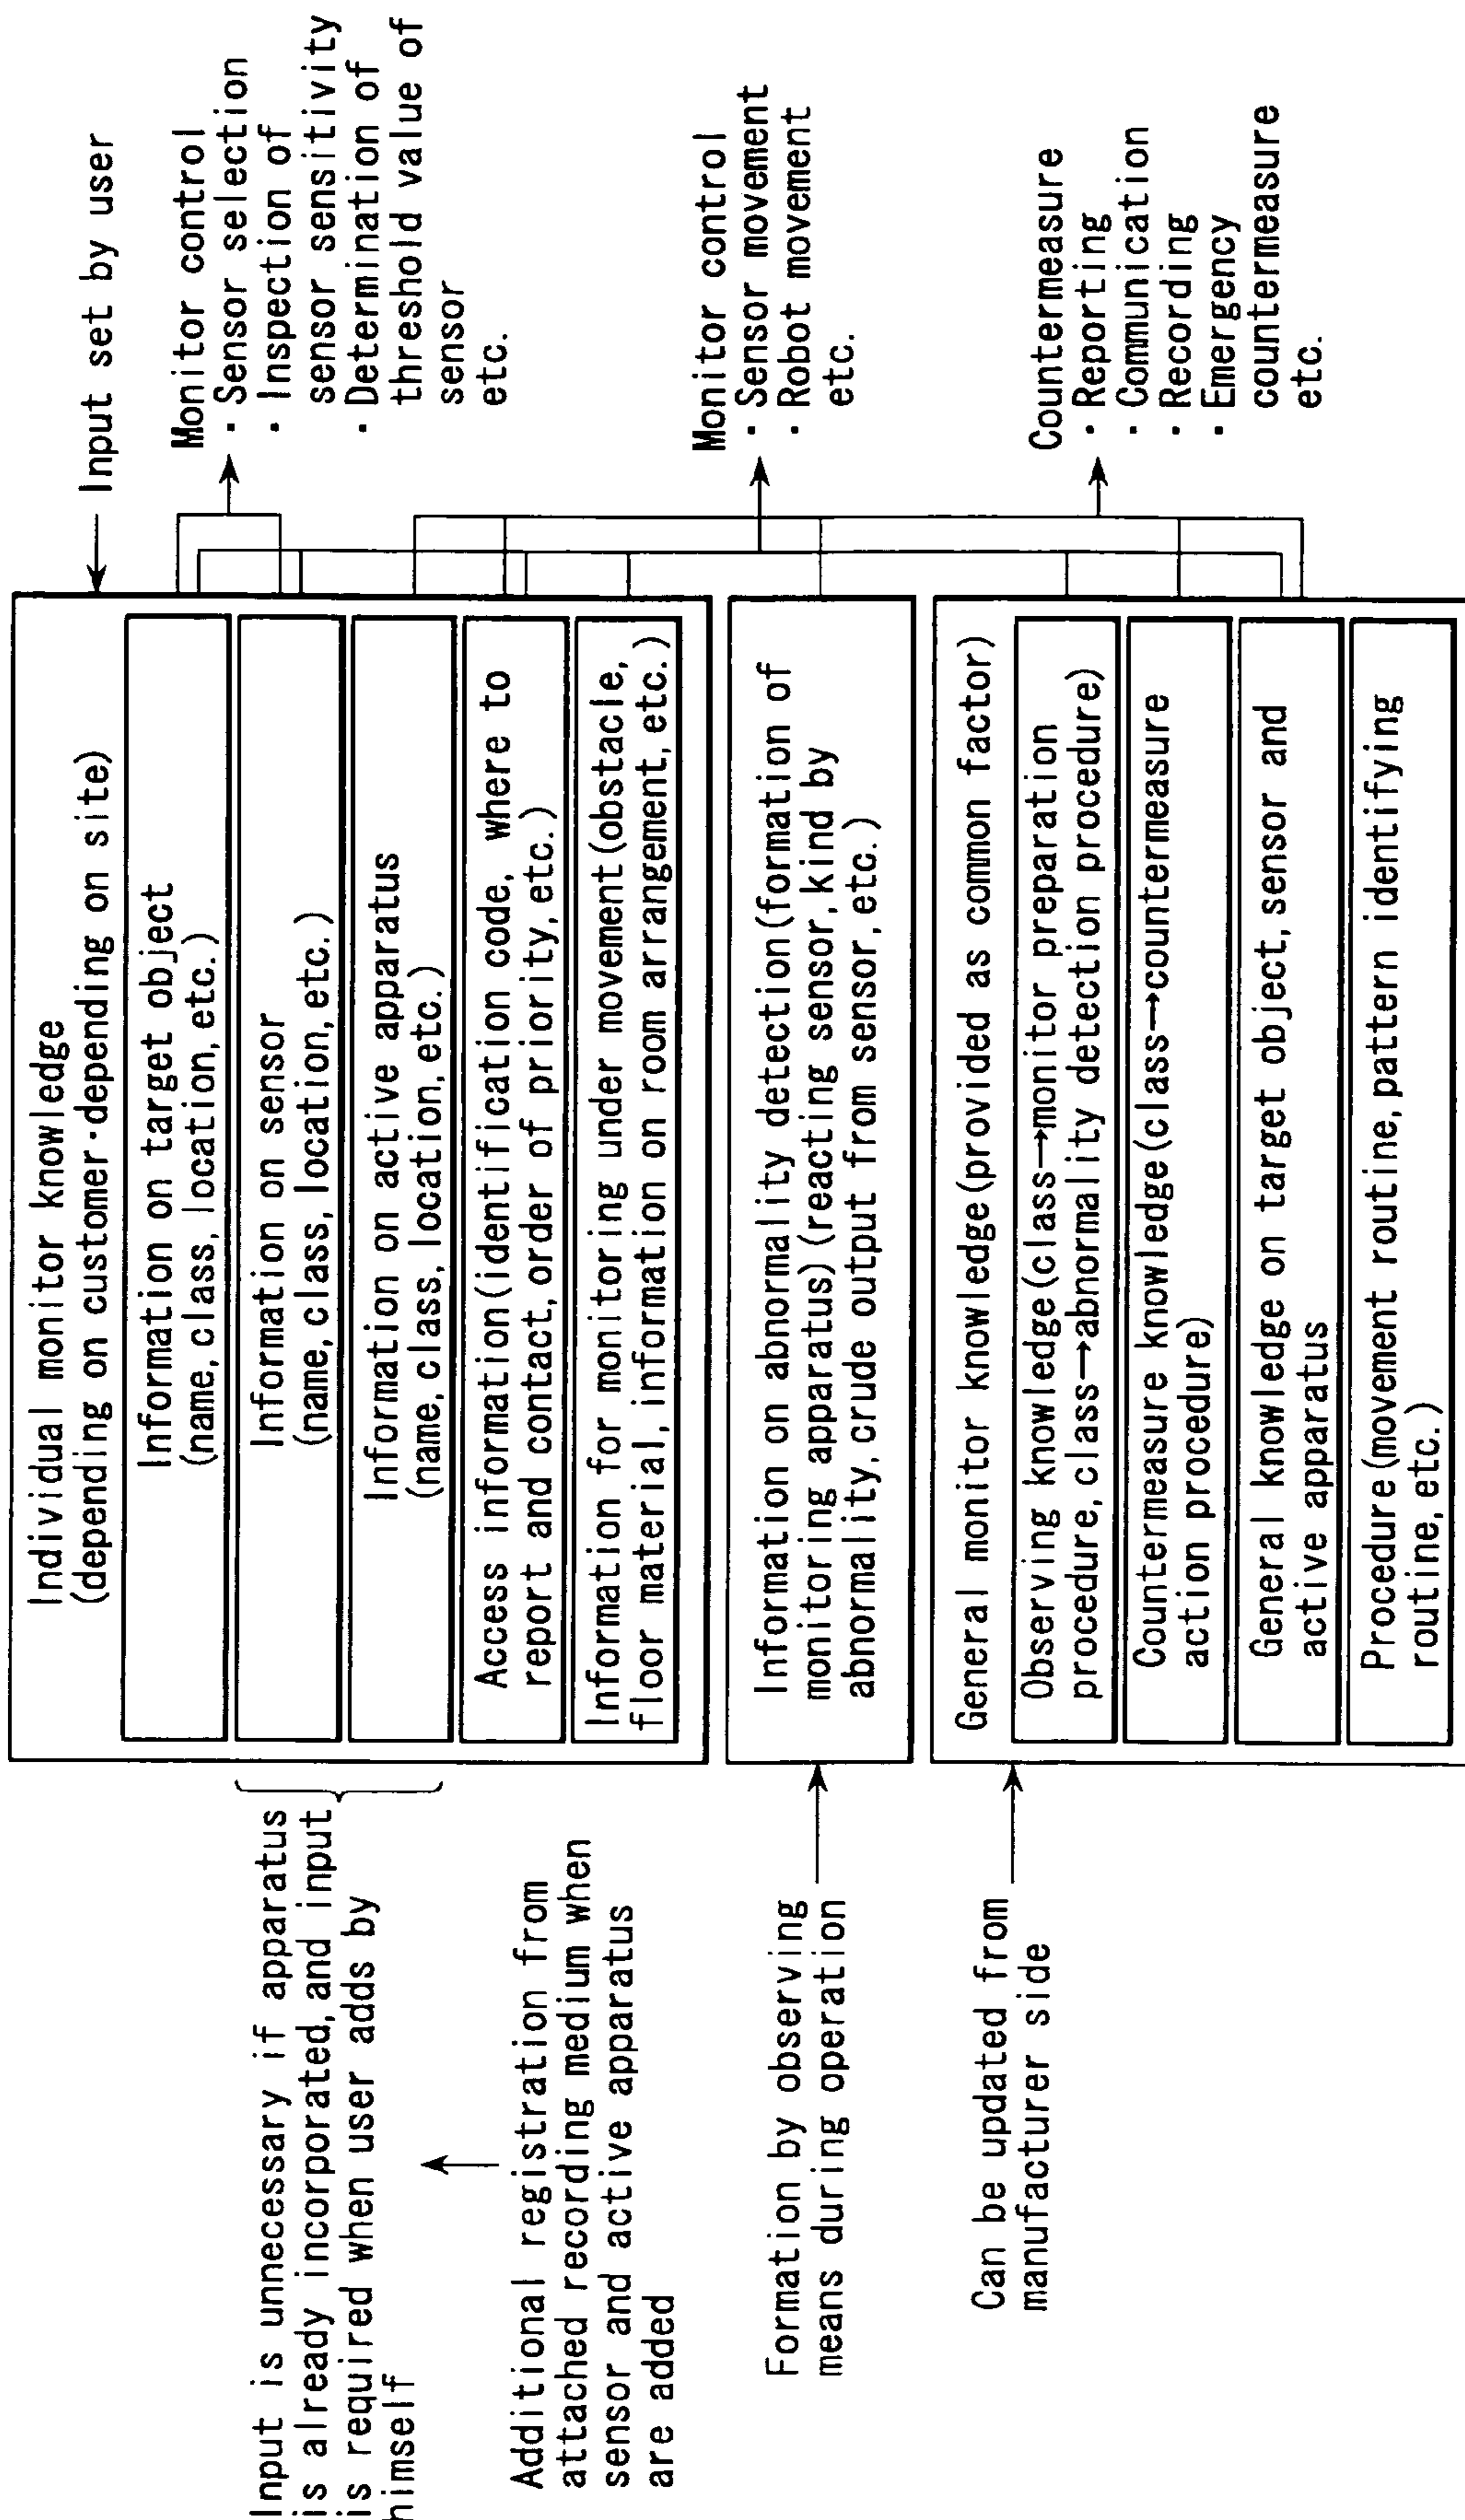 Input is unnecessary if apparatus
is already incorporated, and input
is required when user adds by
himself
Additional registration from
attached recording medium when
sensor and active apparatus
are added
Formation by observing
means during operation
Can be updated from
manufacturer side
Individual monitor knowledge
(depending on customer·depending on site)
Information on target object
(name, class, location, etc.)
Information on sensor
(name, class, location, etc.)
Information on active apparatus
(name, class, location, etc.)
Access information(identification code, where to
report and contact, order of priority, etc.)
Information for monitoring under movement(obstacle,
floor material, information on room arrangement, etc.)
Information on abnormality detection(formation of
monitoring apparatus)(reacting sensor, kind by
abnormality, crude output from sensor, etc.)
General monitor knowledge(provided as common factor)
Observing knowledge(class→monitor preparation
procedure, class→abnormality detection procedure)
Countermeasure knowledge(class→countermeasure
action procedure)
General knowledge on target object, sensor and
active apparatus
Procedure(movement routine, pattern identifying
routine, etc.)
Input set by user
Monitor control
· Sensor selection
· Inspection of
sensor sensitivity
· Determination of
threshold value of
sensor
etc.
Monitor control
· Sensor movement
· Robot movement
etc.
Countermeasure
· Reporting
· Communication
· Recording
· Emergency
countermeasure
etc.